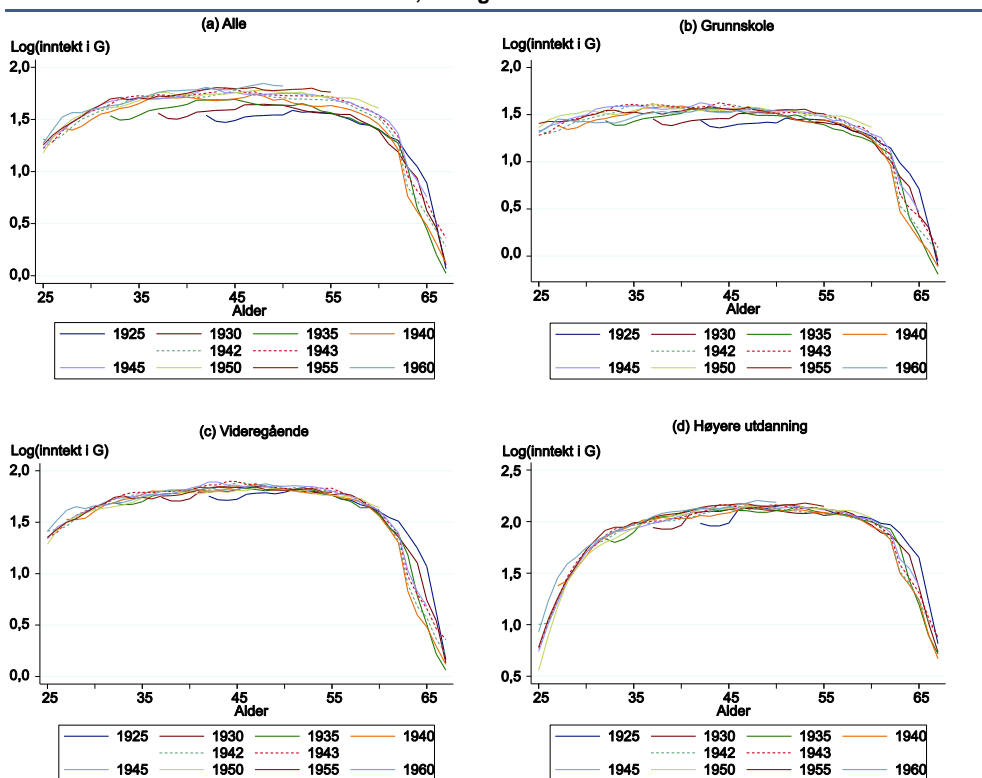 (a) Alle
Log(inntekt i G)
2,0
1,5
1,0
0,5
0,0
25 35 45 55 65
Alder
1925 1930 1935 1940
1942 1943
1945 1950 1955 1960
(b) Grunnskole
Log(inntekt i G)
2,0
1,5
1,0
0,5
0,0
25 35 45 55 65
Alder
1925 1930 1935 1940
1942 1943
1945 1950 1955 1960
(c) Videregående
Log(inntekt i G)
2,0
1,5
1,0
0,5
0,0
25 35 45 55 65
Alder
1925 1930 1935 1940
1942 1943
1945 1950 1955 1960
(d) Høyere utdanning
Log(inntekt i G)
2,5
2,0
1,5
1,0
0,5
25 35 45 55 65
Alder
1925 1930 1935 1940
1942 1943
1945 1950 1955 1960